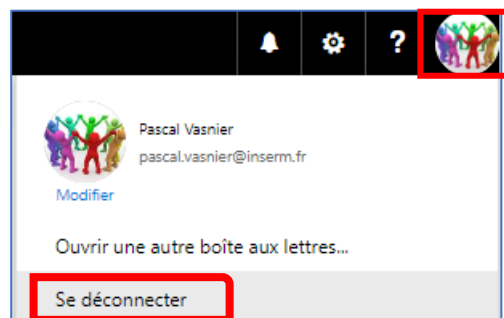 ?
Pascal Vasnier
pascal.vasnier@inserm.fr
Modifier
Ouvrir une autre boîte aux lettres...
Se déconnecter